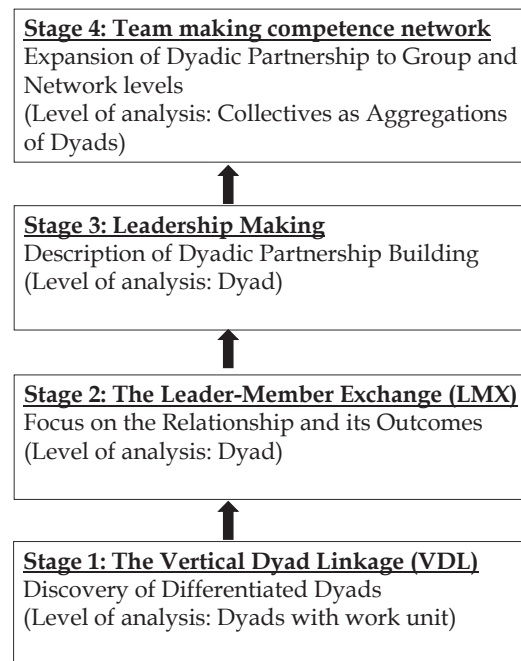 Stage 4: Team making competence network
Expansion of Dyadic Partnership to Group and
Network levels
(Level of analysis: Collectives as Aggregations
of Dyads)
Stage 3: Leadership Making
Description of Dyadic Partnership Building
(Level of analysis: Dyad)
Stage 2: The Leader-Member Exchange (LMX)
Focus on the Relationship and its Outcomes
(Level of analysis: Dyad)
Stage 1: The Vertical Dyad Linkage (VDL)
Discovery of Differentiated Dyads
(Level of analysis: Dyads with work unit)